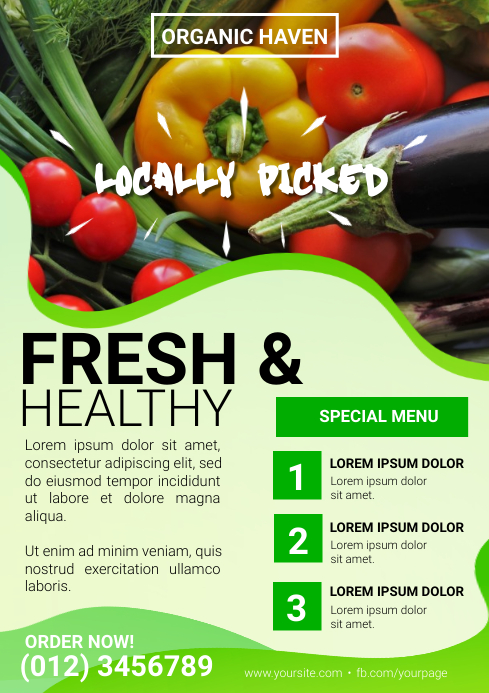 ORGANIC HAVEN
LOCALLY PICKED
FRESH &
HEALTHY
Lorem ipsum dolor sit amet,
consectetur adipiscing elit, sed
do eiusmod tempor incididunt
ut labore et dolore magna
aliqua.
Ut enim ad minim veniam, quis
nostrud exercitation ullamco
laboris.
SPECIAL MENU
1
LOREM IPSUM DOLOR
Lorem ipsum dolor
sit amet.
2
LOREM IPSUM DOLOR
Lorem ipsum dolor
sit amet.
3
LOREM IPSUM DOLOR
Lorem ipsum dolor
sit amet.
ORDER NOW!
(012) 3456789
www.yoursite.com • fb.com/yourpage